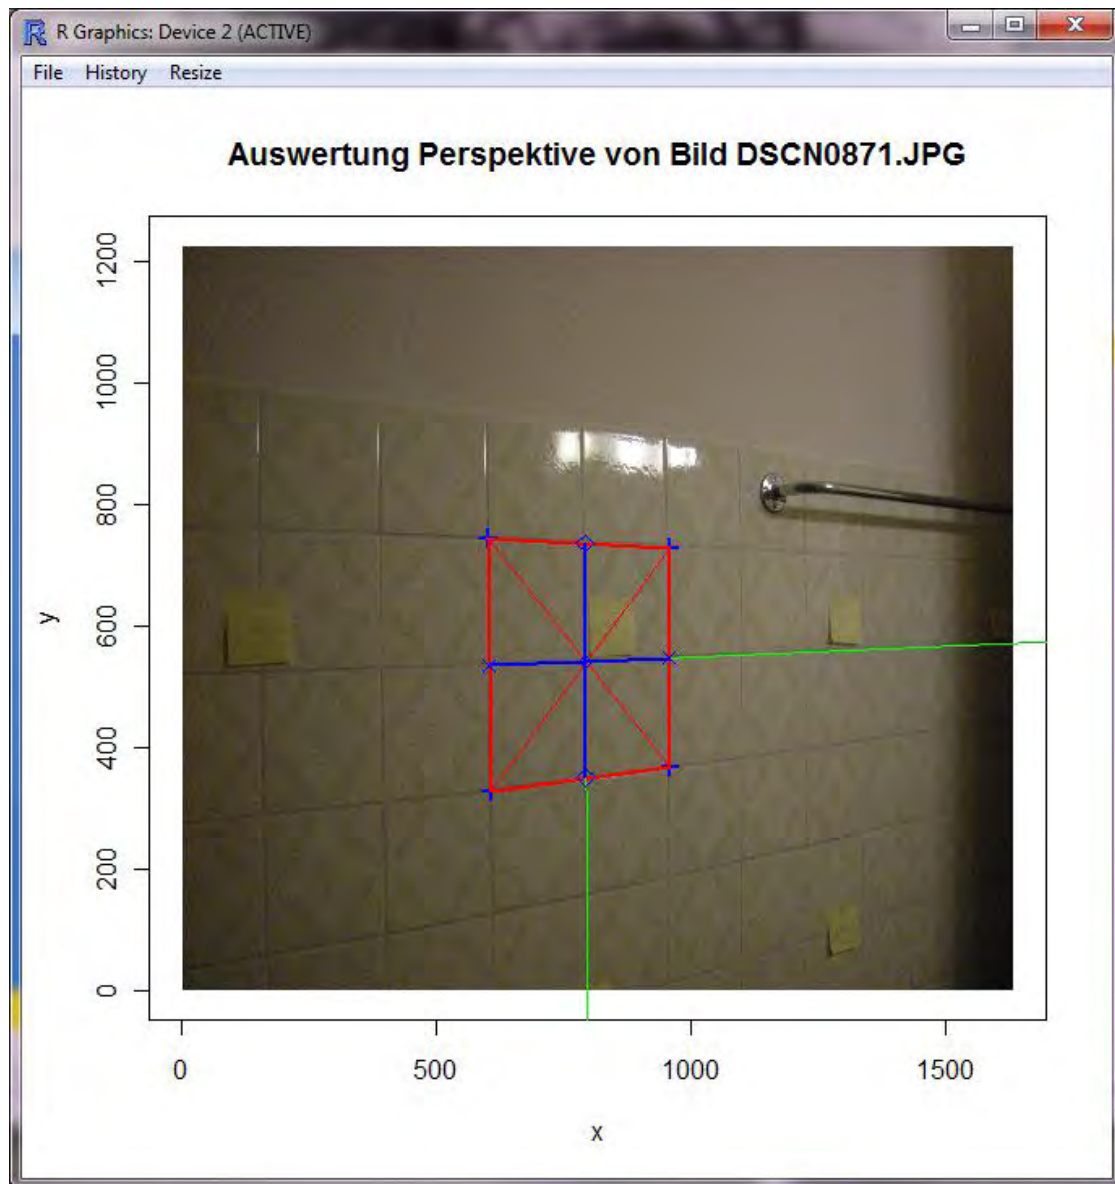 R Graphics: Device 2 (ACTIVE)
File History Resize
Auswertung Perspektive von Bild DSCN0871.JPG
1200
1000
800
600
400
200
0
y
0 500 1000 1500
x